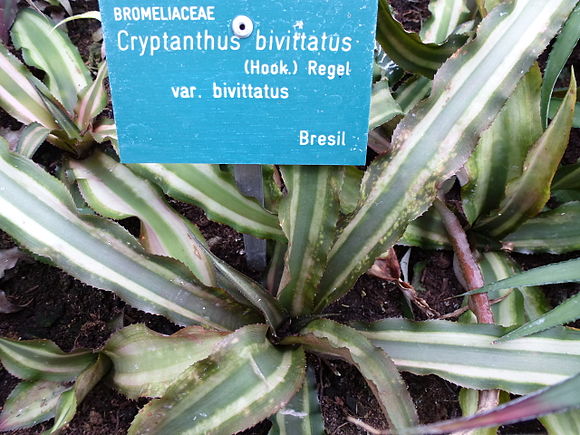 BROMELIACEAE
Cryptanthus bivittatus
(Hook.) Regel
var. bivittatus
Bresil